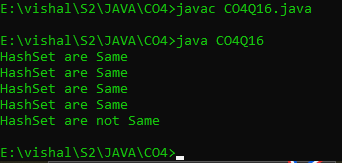 E:\vishal\S2\JAVA\CO4>javac CO4Q16.java
E:\vishal\S2\JAVA\CO4>java CO4Q16
HashSet are Same
HashSet are Same
HashSet are Same
HashSet are Same
HashSet are not Same
E:\vishal\S2\JAVA\CO4>